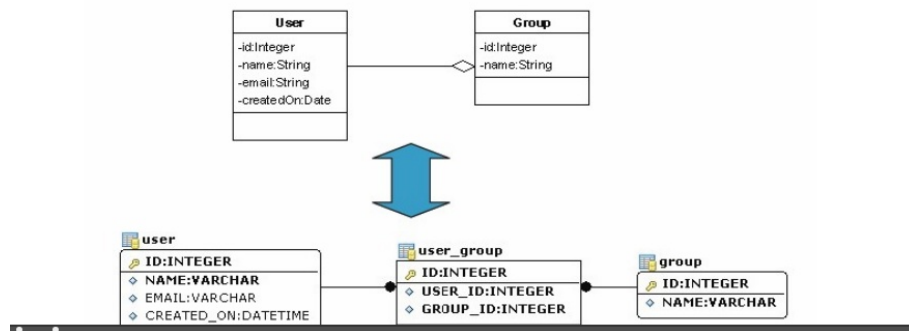 User
-id:Integer
-name:String
-email:String
-createdOn:Date
Group
-id:Integer
-name:String
user
ID:INTEGER
NAME:VARCHAR
EMAIL:VARCHAR
CREATED_ON:DATETIME
user_group
ID:INTEGER
USER_ID:INTEGER
GROUP_ID:INTEGER
group
ID:INTEGER
NAME:VARCHAR